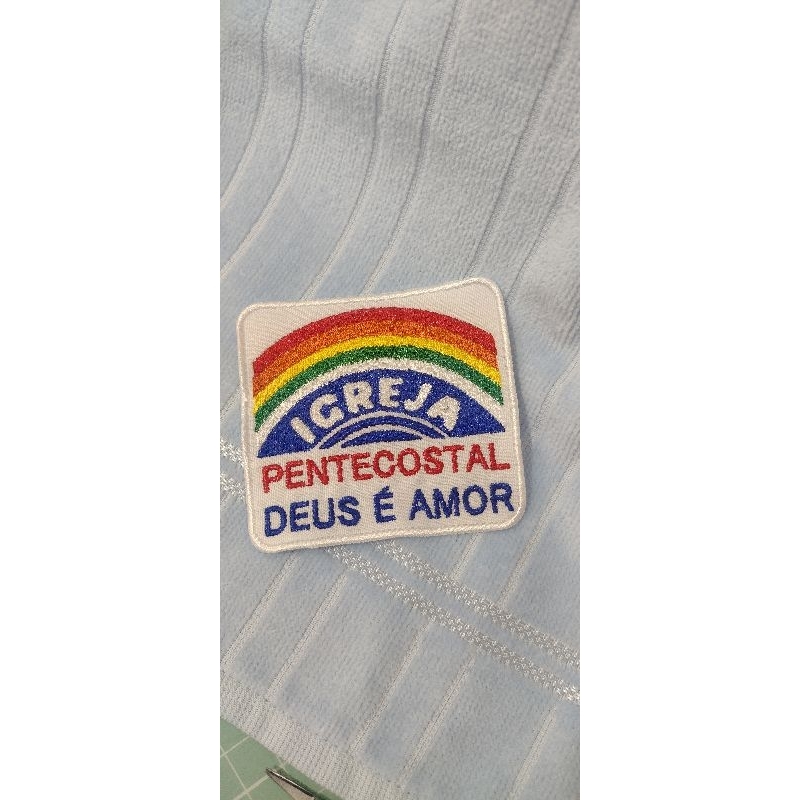 IGREJA
PENTECOSTAL
DEUS É AMOR